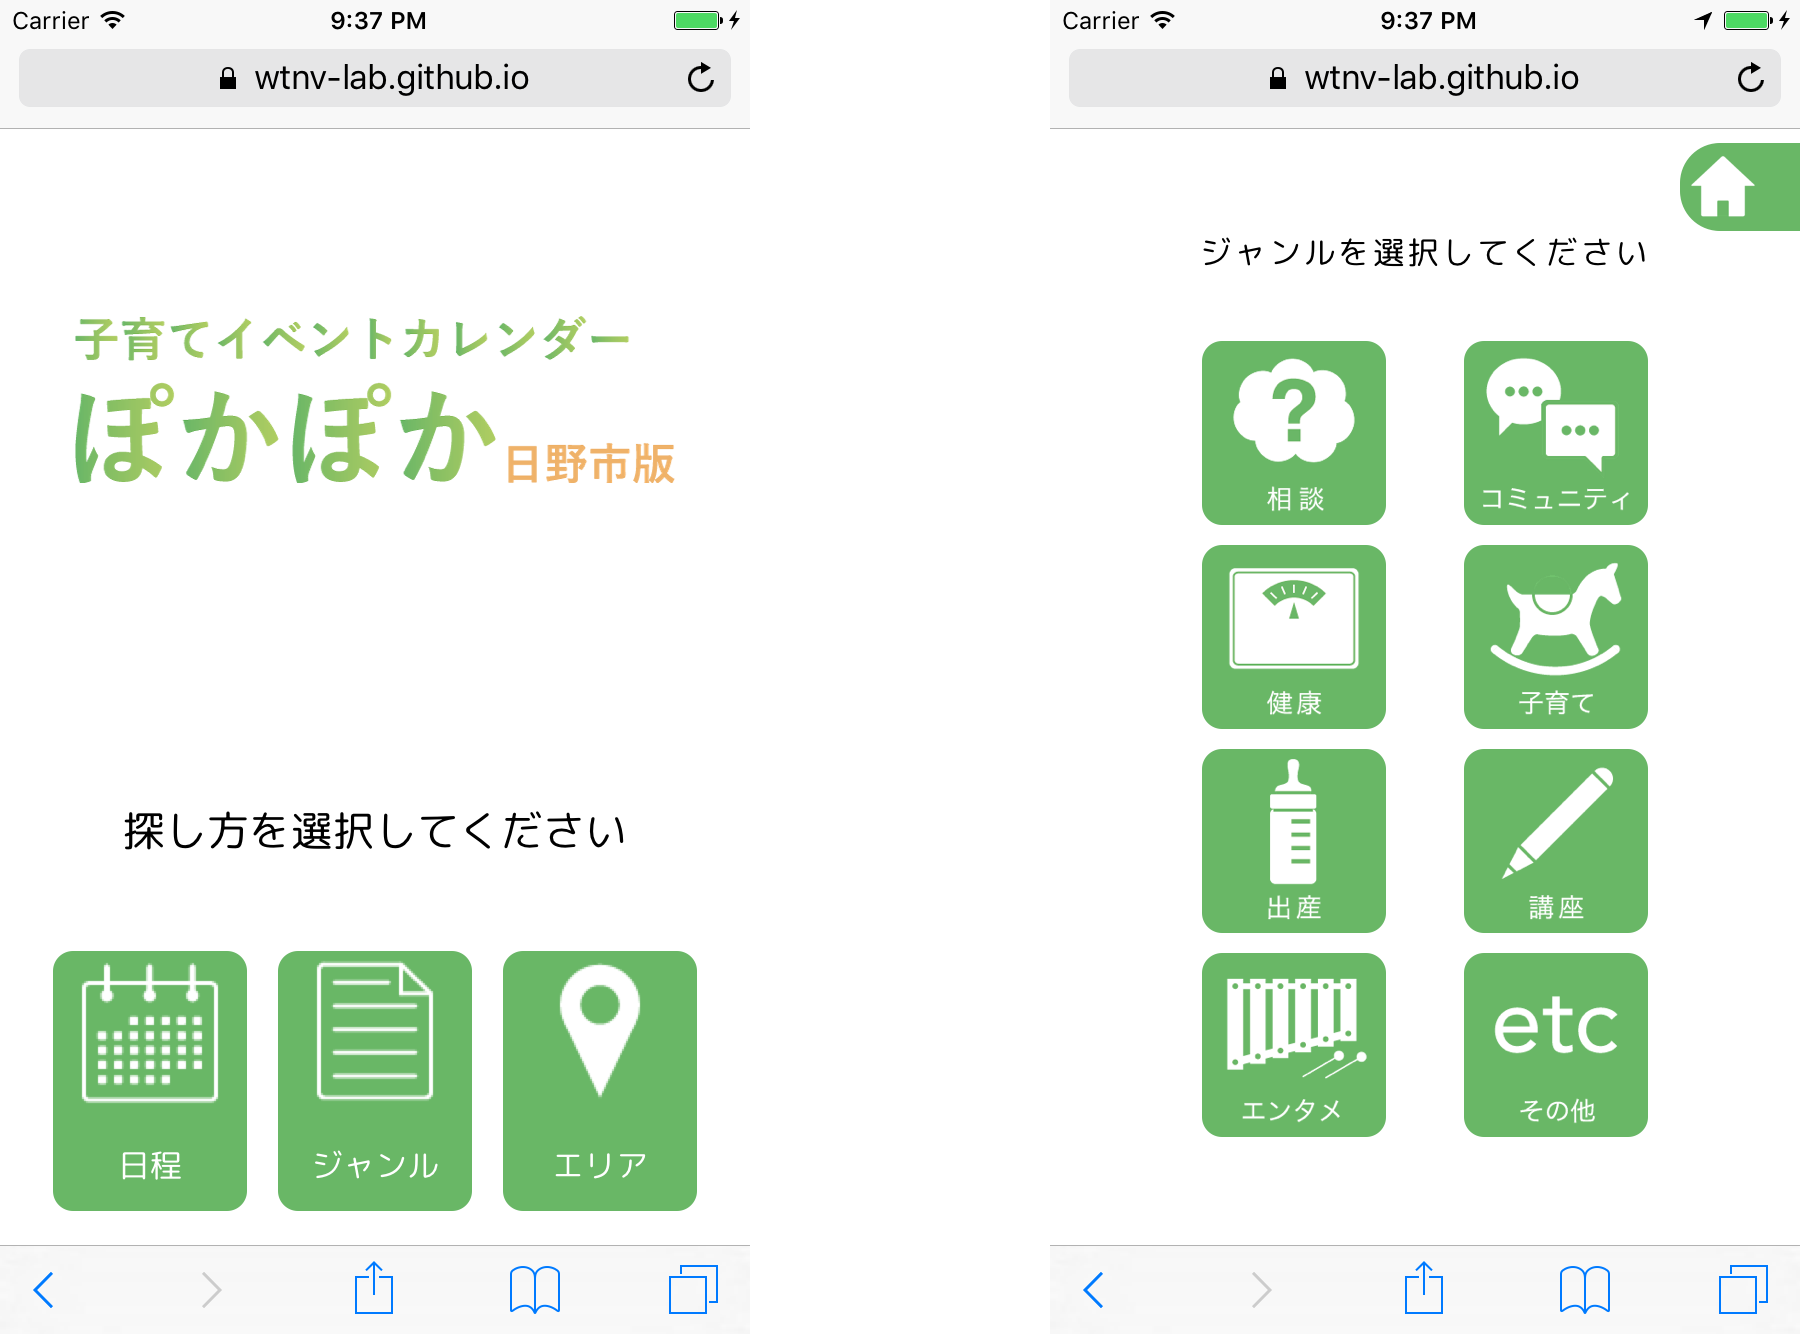 Carrier 9:37 PM
wtnv-lab.github.io
子育てイベントカレンダー
ぽかぽか日野市版
探し方を選択してください
日程 ジャンル エリア
Carrier 9:37 PM
wtnv-lab.github.io
ジャンルを選択してください
?
相談 コミュニティ
健康 子育て
出産 講座
etc
エンタメ その他